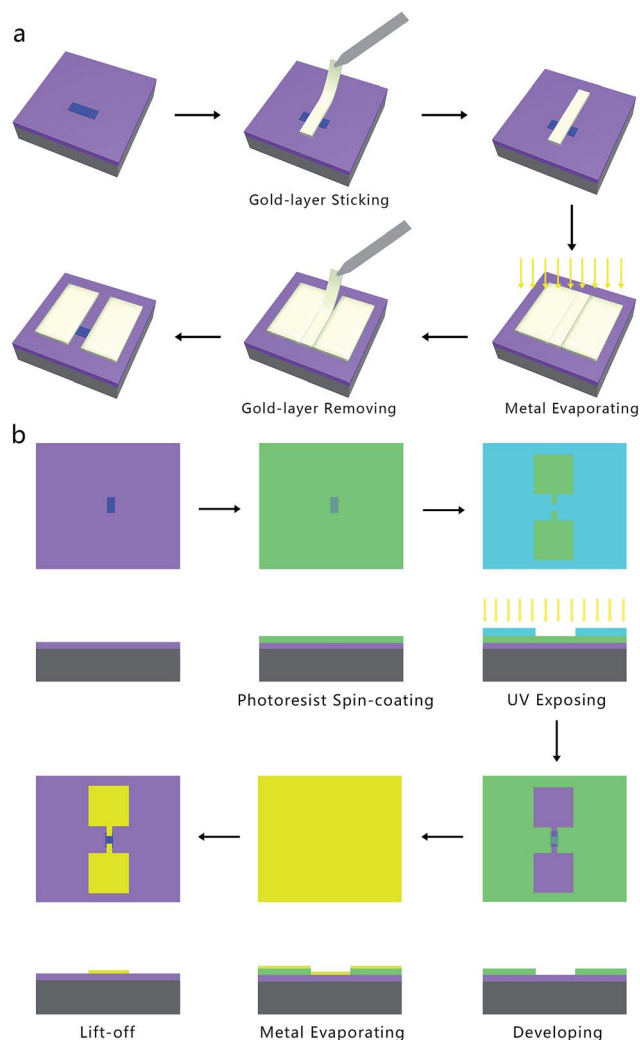 a
Gold-layer Sticking
Gold-layer Removing
Metal Evaporating
b
Photoresist Spin-coating
UV Exposing
Lift-off
Metal Evaporating
Developing